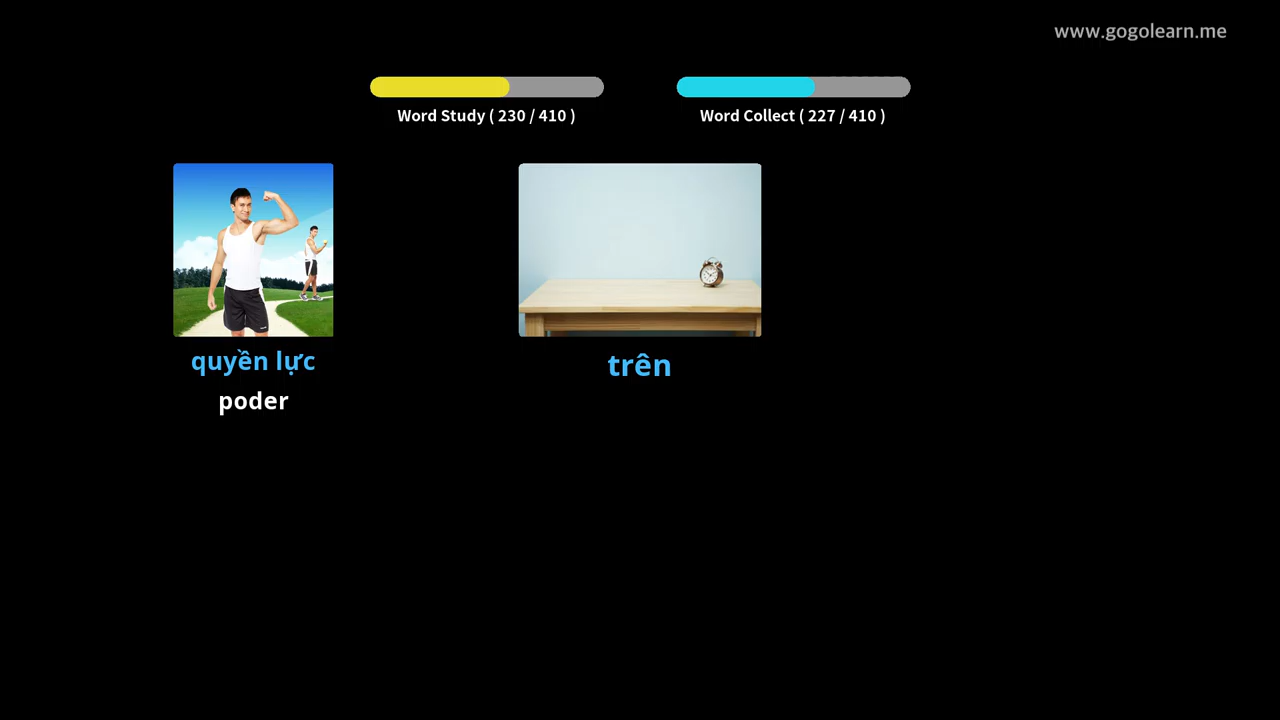 www.gogolearn.me
Word Study ( 230 / 410 )
Word Collect ( 227 / 410 )
quyền lực
poder
trên